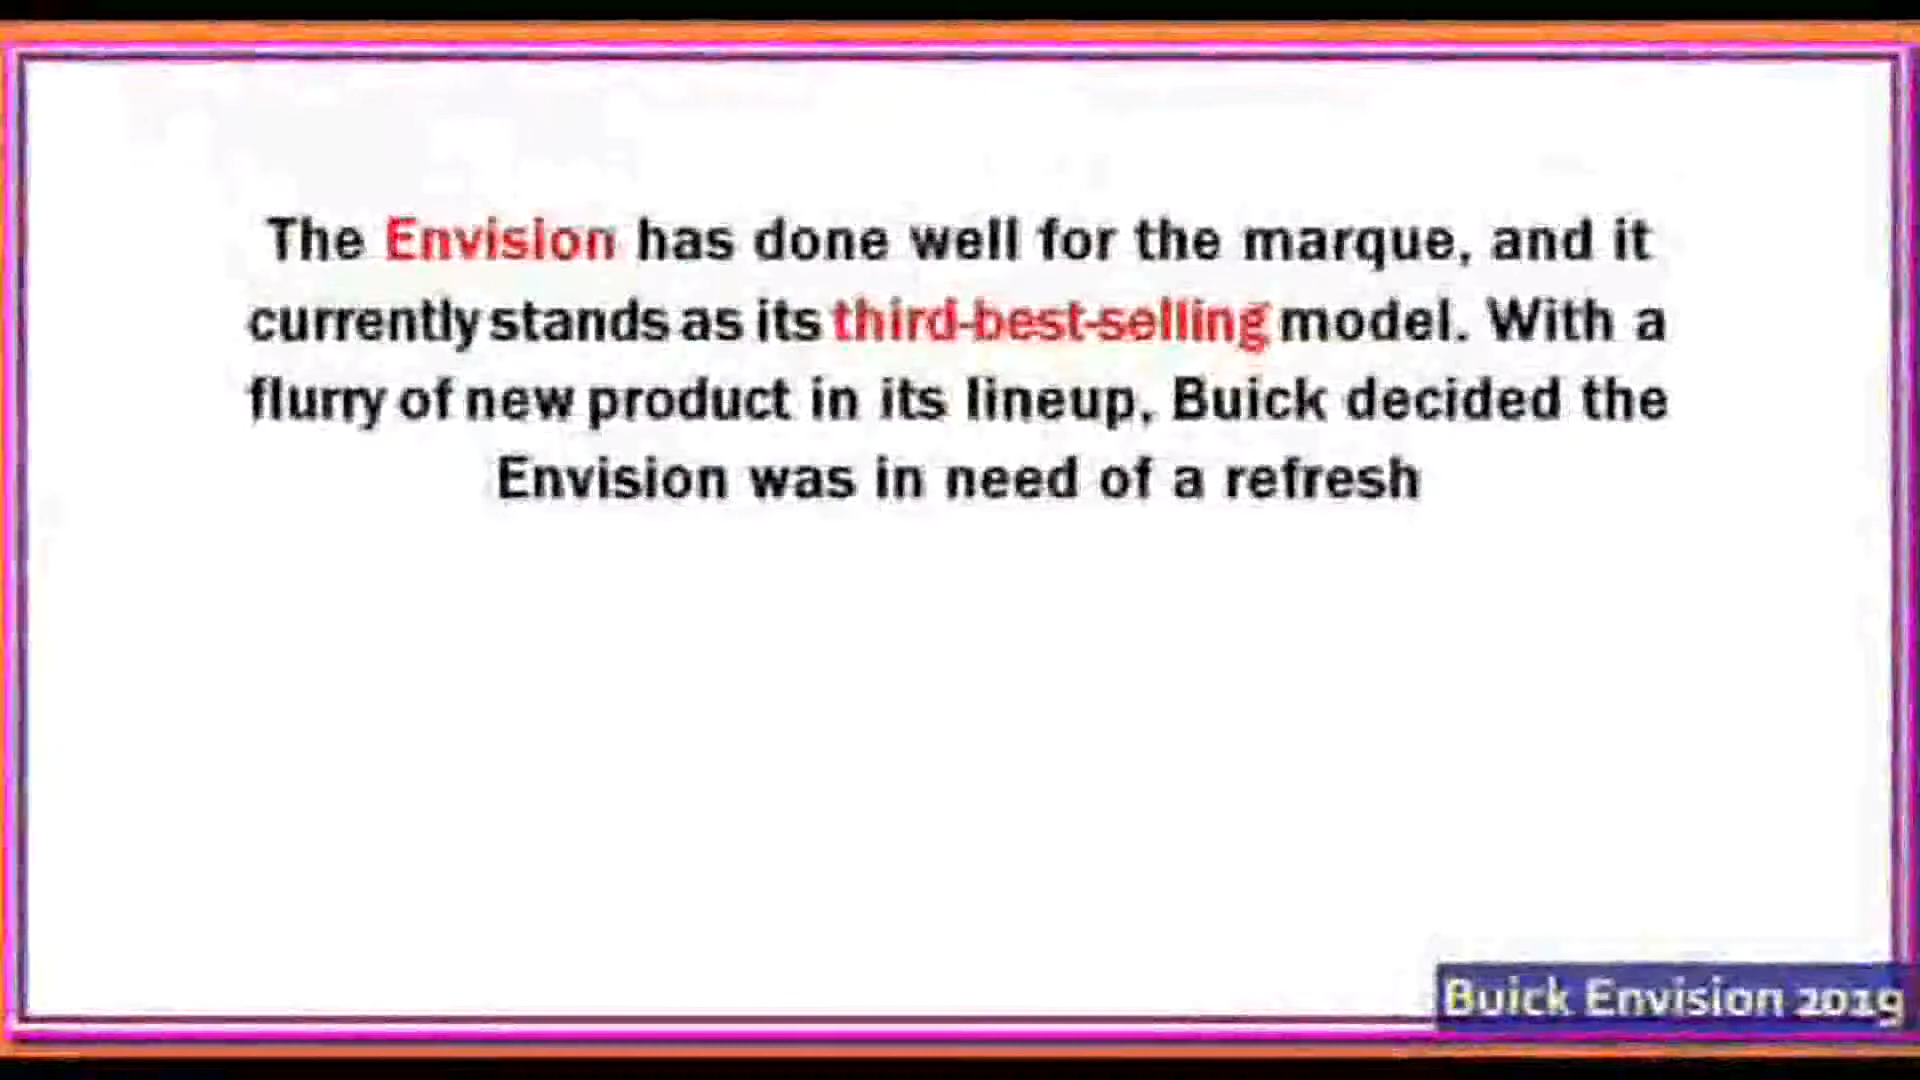 The Envision has done well for the marque, and it
currently stands as its third-best-selling model. With a
flurry of new product in its lineup, Buick decided the
Envision was in need of a refresh
Buick Envision 2019